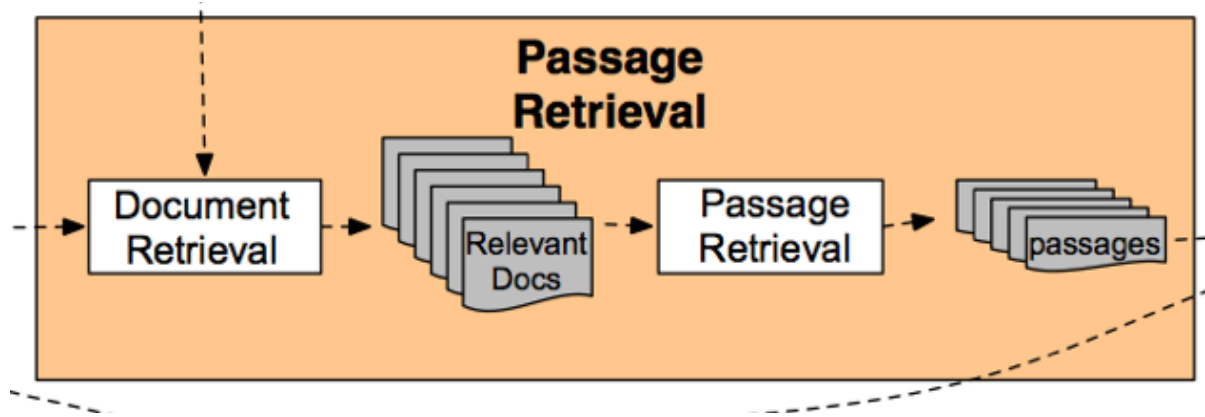 Passage
Retrieval
Document
Retrieval
Relevant
Docs
Passage
Retrieval
passages